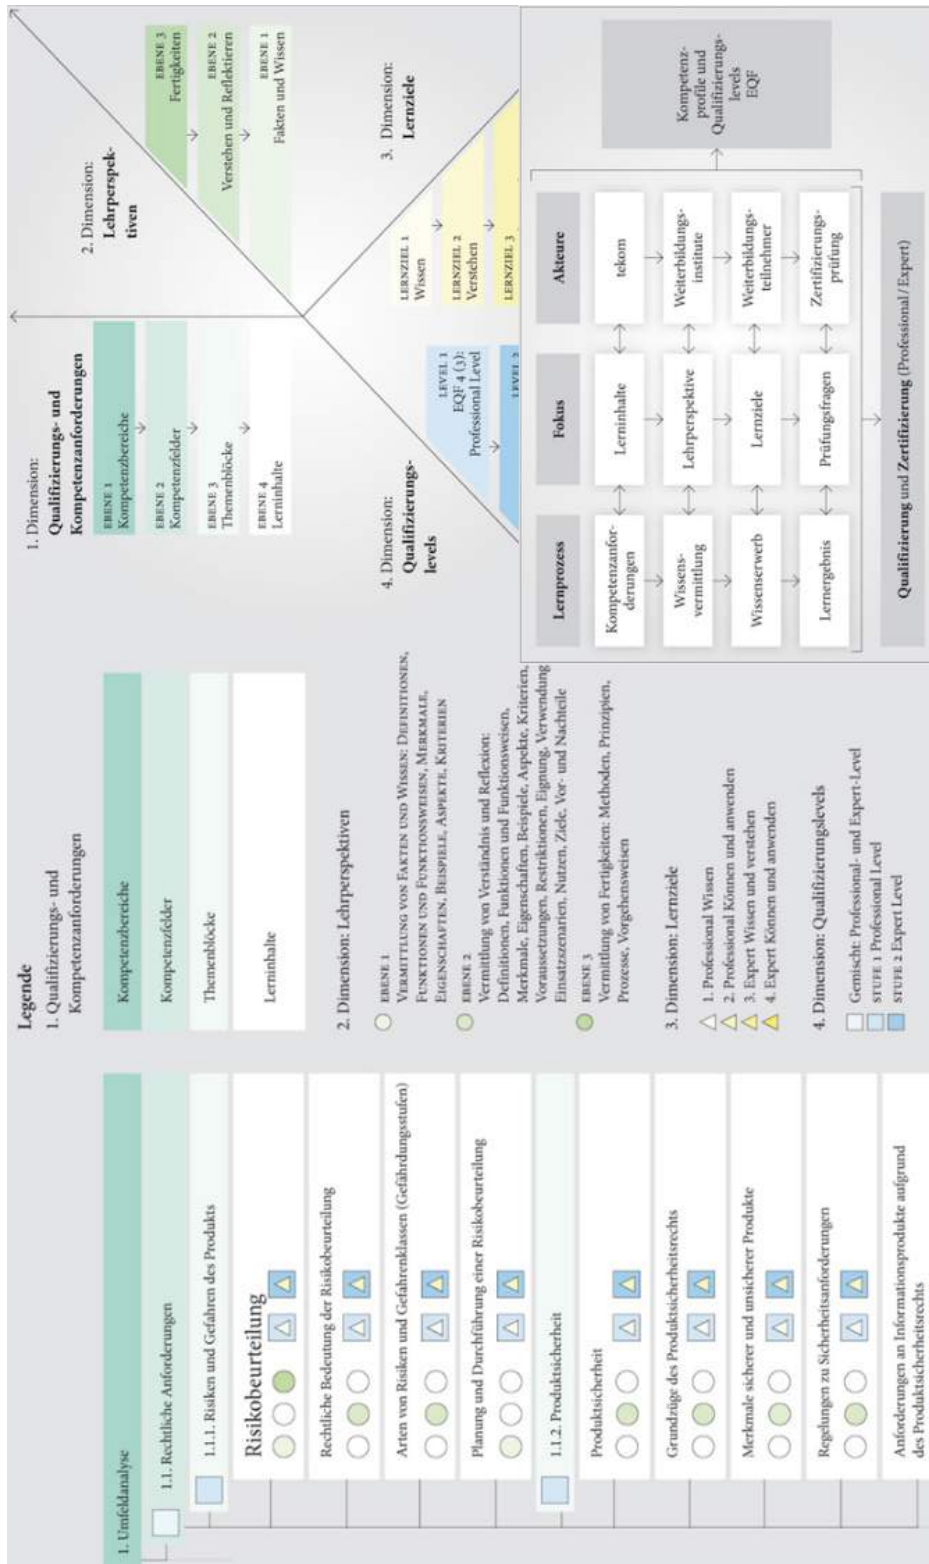 1. Umfeldanalyse
1.1. Rechtliche Anforderungen
1.1.1. Risiken und Gefahren des Produkts
Risikobeurteilung
Rechtliche Bedeutung der Risikobeurteilung
Arten von Risiken und Gefahrenklassen (Gefährdungsstufen)
Planung und Durchführung einer Risikobeurteilung
1.1.2. Produktsicherheit
Produktsicherheit
Grundzüge des Produktsicherheitsrechts
Merkmale sicherer und unsicherer Produkte
Regelungen zu Sicherheitsanforderungen
Anforderungen an Informationsprodukte aufgrund
des Produktsicherheitsrechts
Legende
1. Qualifizierungs- und
Kompetenzanforderungen
Kompetenzbereiche
Kompetenzfelder
Themenblöcke
Lerninhalte
2. Dimension: Lehrperspektiven
EBENE 1
VERMITTLUNG VON FAKTEN UND WISSEN: DEFINITIONEN,
FUNKTIONEN UND FUNKTIONSWEISEN, MERKMALE,
EIGENSCHAFTEN, BEISPIELE, ASPEKTE, KRITERIEN
EBENE 2
Vermittlung von Verständnis und Reflexion:
Definitionen, Funktionen und Funktionsweisen,
Merkmale, Eigenschaften, Beispiele, Aspekte, Kriterien,
Voraussetzungen, Restriktionen, Eignung, Verwendung
Einsatzszenarien, Nutzen, Ziele, Vor- und Nachteile
EBENE 3
Vermittlung von Fertigkeiten: Methoden, Prinzipien,
Prozesse, Vorgehensweisen
3. Dimension: Lernziele
1. Professional Wissen
2. Professional Können und anwenden
3. Expert Wissen und verstehen
4. Expert Können und anwenden
4. Dimension: Qualifizierungslevels
Gemischt: Professional- und Expert-Level
STUFE 1 Professional Level
STUFE 2 Expert Level
1. Dimension:
Qualifizierungs- und
Kompetenzanforderungen
EBENE 1
Kompetenzbereiche
EBENE 2
Kompetenzfelder
EBENE 3
Themenblöcke
EBENE 4
Lerninhalte
2. Dimension:
Lehrperspek-
tiven
EBENE 3
Fertigkeiten
EBENE 2
Verstehen und Reflektieren
EBENE 1
Fakten und Wissen
4. Dimension:
Qualifizierungs-
levels
LEVEL 1
EQF 4 (3):
Professional Level
LEVEL 2
3. Dimension:
Lernziele
LERNZIEL 1
Wissen
LERNZIEL 2
Verstehen
LERNZIEL 3
Lernprozess
Fokus
Akteure
Kompetenzanfor-
derungen
Lerninhalte
tekom
Wissens-
vermittlung
Lehrperspektive
Weiterbildungs-
institute
Wissenserwerb
Lernziele
Weiterbildungs-
teilnehmer
Lernergebnis
Prüfungsfragen
Zertifizierungs-
prüfung
Kompetenz-
profile und
Qualifizierungs-
levels
EQF
Qualifizierung und Zertifizierung (Professional / Expert)